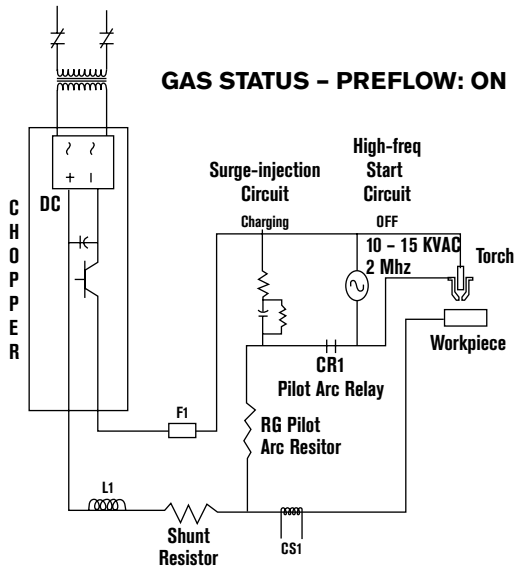 GAS STATUS – PREFLOW: ON
CHOPPER
DC
~ ~
+ –
Surge-injection
Circuit
Charging
High-freq
Start
Circuit
OFF
10 – 15 KVAC
2 Mhz
Torch
Workpiece
CR1
Pilot Arc Relay
F1
RG Pilot
Arc Resitor
L1
Shunt
Resistor
CS1